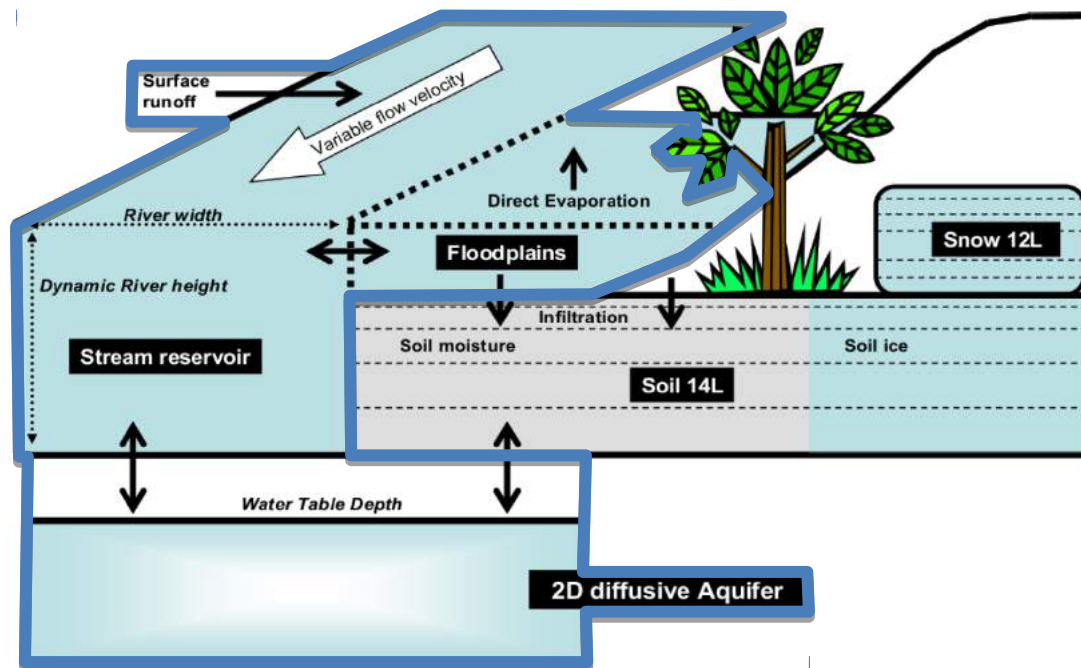 Surface
runoff
Variable flow velocity
River width
Direct Evaporation
Floodplains
Snow 12L
Dynamic River height
Infiltration
Soil moisture
Soil ice
Stream reservoir
Soil 14L
Water Table Depth
2D diffusive Aquifer